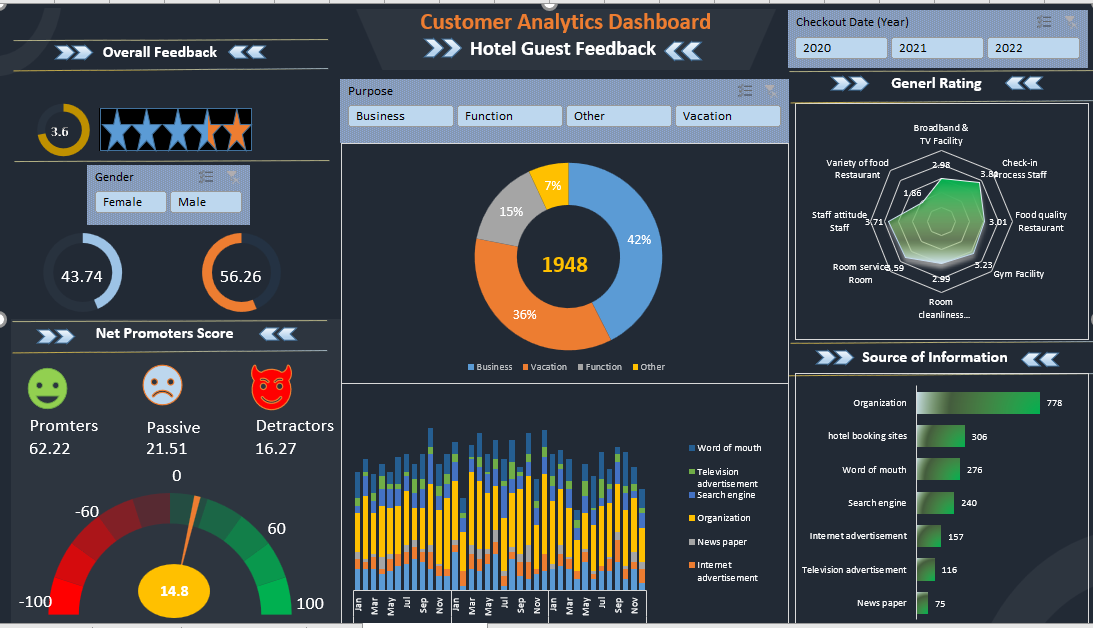 Customer Analytics Dashboard
Hotel Guest Feedback
Overall Feedback
3.6
Gender
Female
Male
43.74
56.26
Net Promoters Score
Promters
62.22
Passive
21.51
Detractors
16.27
0
-60
60
-100
100
14.8
Purpose
Business
Function
Other
Vacation
7%
15%
42%
36%
1948
Business
Vacation
Function
Other
Word of mouth
Television
advertisement
Search engine
Organization
News paper
Internet
advertisement
Jan
Mar
May
Jul
Sep
Nov
Jan
Mar
May
Jul
Sep
Nov
Jan
Mar
May
Jul
Sep
Nov
Checkout Date (Year)
2020
2021
2022
Generl Rating
Broadband &
TV Facility
2.98
Check-in
Process Staff
Food quality
Restaurant
3.01
Gym Facility
3.23
Room
cleanliness...
2.99
Room service
Room
3.59
Staff attitude
Staff
3.71
Variety of food
Restaurant
1.86
Source of Information
Organization 778
hotel booking sites 306
Word of mouth 276
Search engine 240
Internet advertisement 157
Television advertisement 116
News paper 75